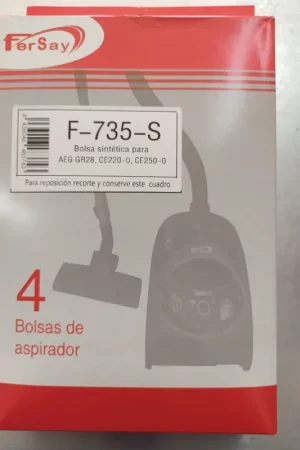 FerSay
F-735-S
Bolsa sintética para
AEG GR28, CE220-0, CE250-0
Para reposición recorte y conserve este cuadro
FerSay
4
Bolsas de
aspirador